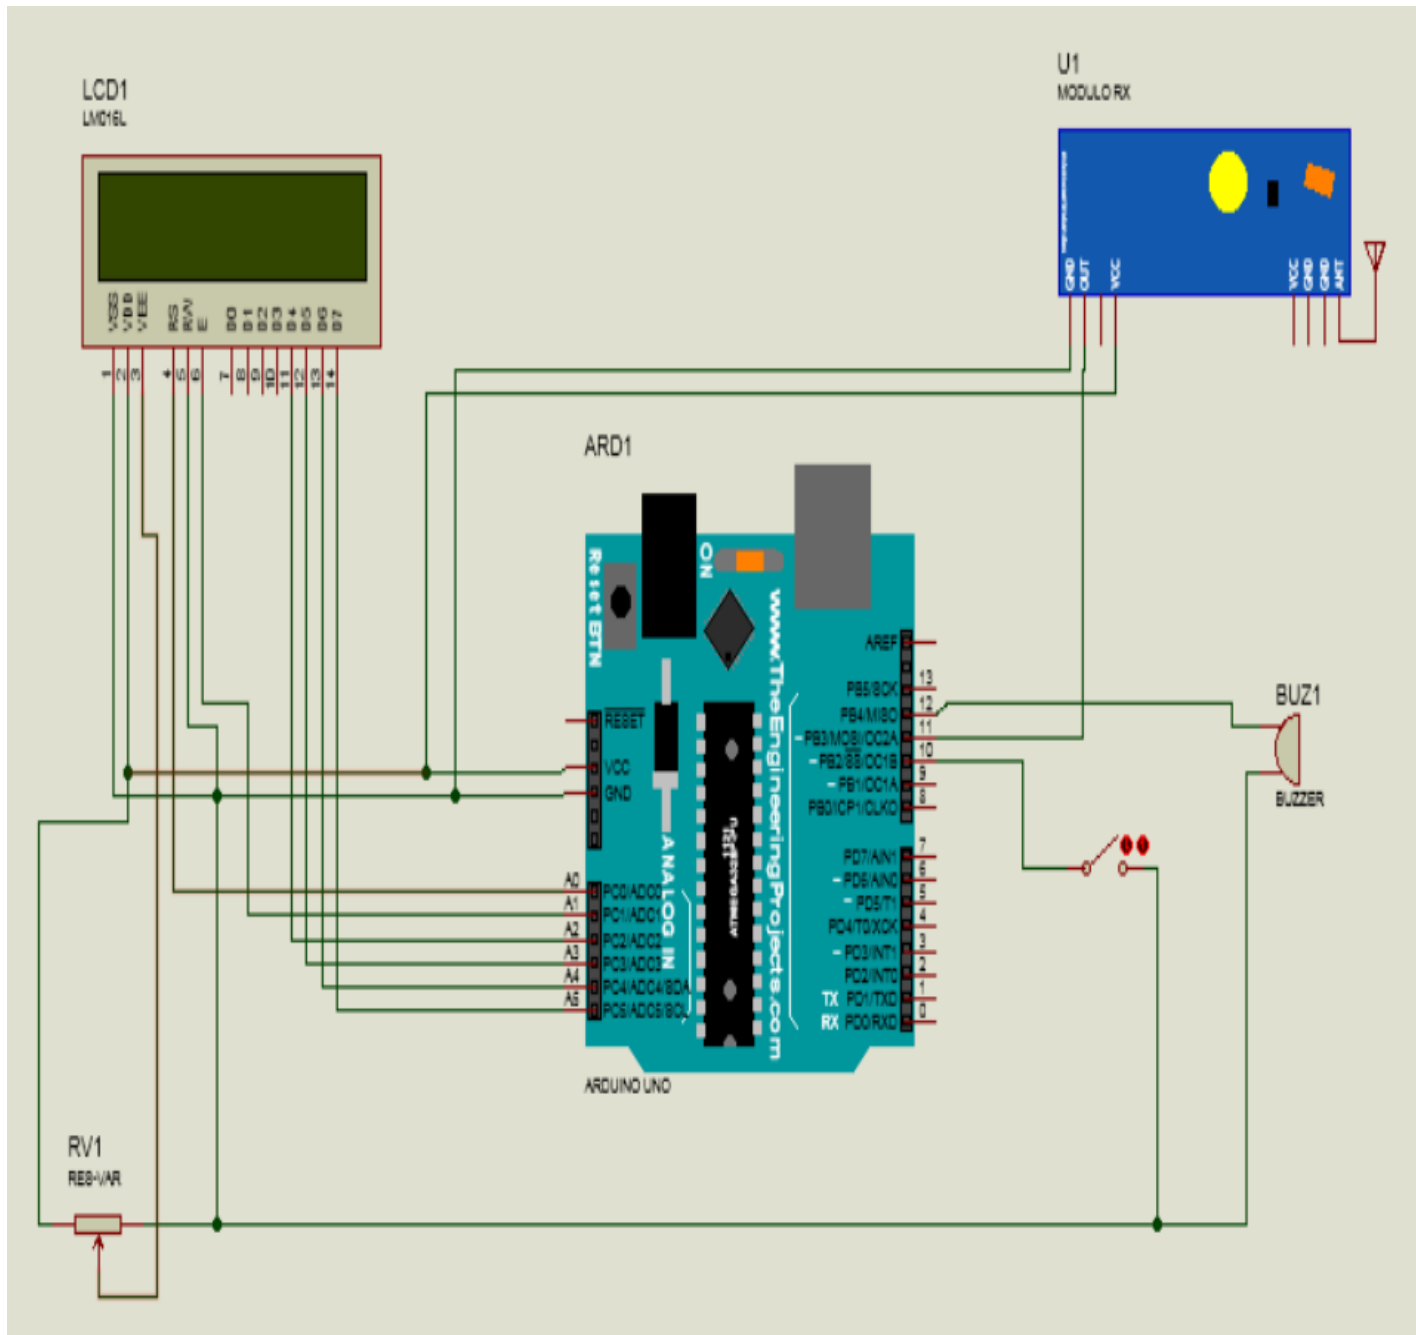 LCD1
LM016L
VSS
VDD
VEE
RS
RW
E
D0
D1
D2
D3
D4
D5
D6
D7
1
2
3
4
5
6
7
8
9
10
11
12
13
14
U1
MODULO RX
GND
OUT
VCC
VCC
GND
GND
ANT
ARD1
Reset BTN
ON
www.TheEngineeringProjects.com
ANALOG IN
RESET
VCC
GND
A0 PC0/ADC0
A1 PC1/ADC1
A2 PC2/ADC2
A3 PC3/ADC3
A4 PC4/ADC4/SDA
A5 PC5/ADC5/SCL
AREF
PB5/SCK 13
PB4/MISO 12
~PB3/MOSI/OC2A 11
~PB2/SS/OC1B 10
~PB1/OC1A 9
PB0/ICP1/CLKO 8
PD7/AIN1 7
~PD6/AIN0 6
~PD5/T1 5
PD4/T0/XCK 4
~PD3/INT1 3
PD2/INT0 2
TX PD1/TXD 1
RX PD0/RXD 0
ARDUINO UNO
BUZ1
BUZZER
RV1
RES-VAR